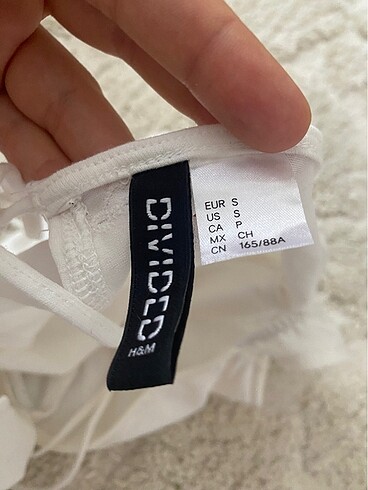 DIVIDED
H&M
EUR S
US S
CA P
MX CH
CN 165/88A